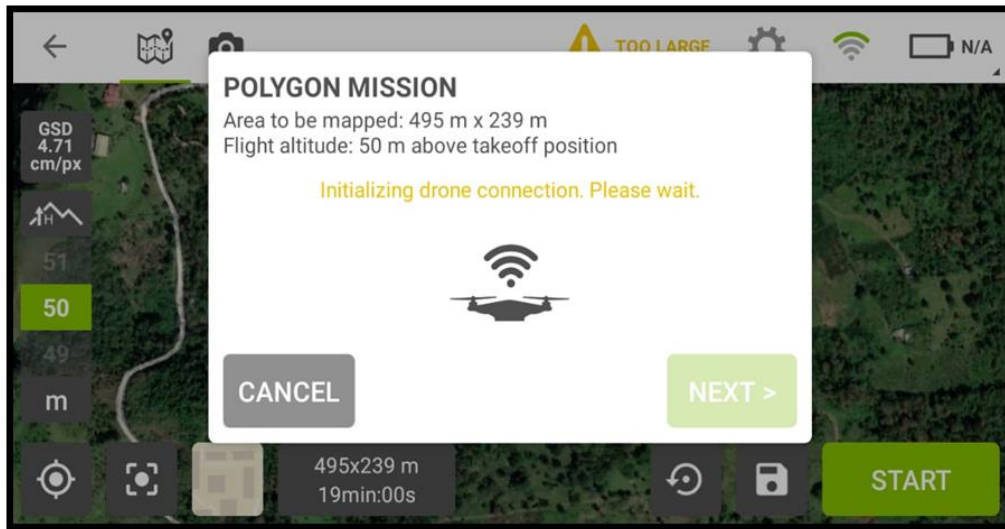 TOO LARGE
N/A
POLYGON MISSION
Area to be mapped: 495 m x 239 m
Flight altitude: 50 m above takeoff position
Initializing drone connection. Please wait.
GSD
4.71
cm/px
H
51
50
49
m
CANCEL
NEXT >
495x239 m
19min:00s
START